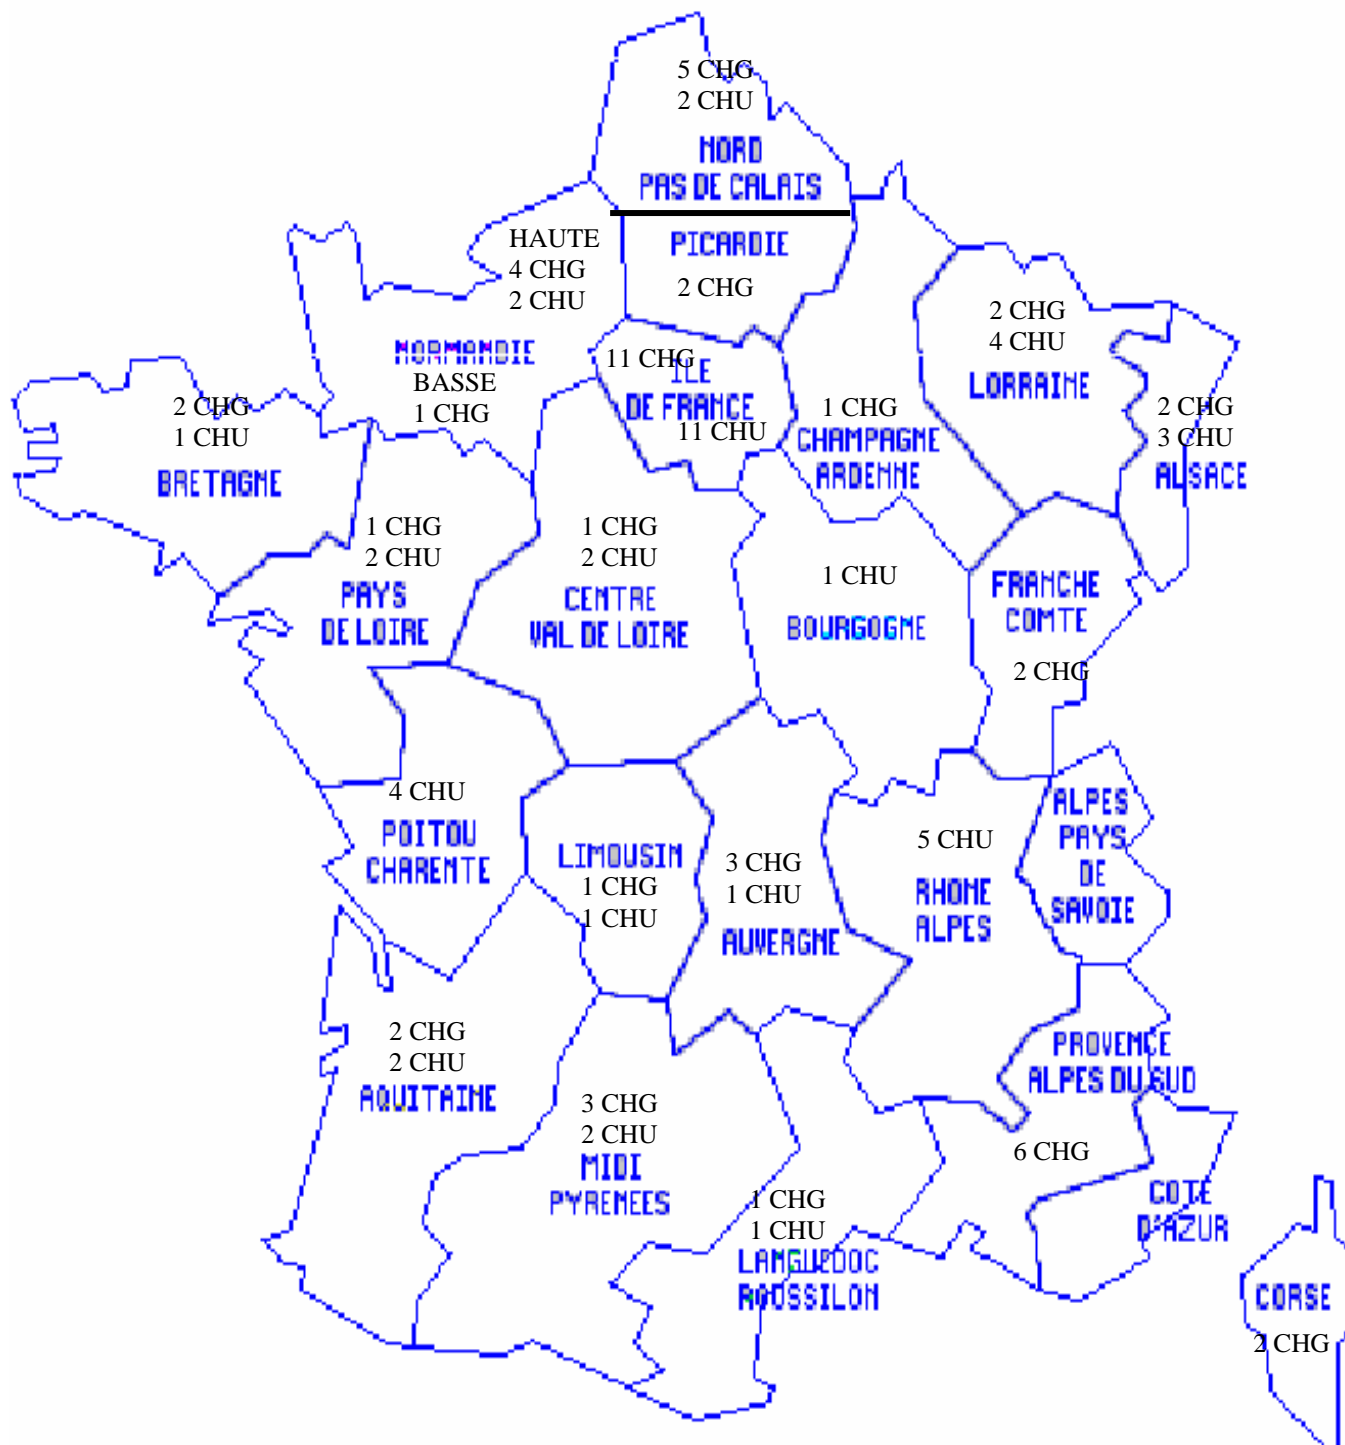 5 CHG
2 CHU
NORD
PAS DE CALAIS
HAUTE
4 CHG
2 CHU
PICARDIE
2 CHG
NORMANDIE
BASSE
1 CHG
11 CHG
ILE
DE FRANCE
11 CHU
2 CHG
4 CHU
LORRAINE
1 CHG
CHAMPAGNE
ARDENNE
2 CHG
3 CHU
ALSACE
2 CHG
1 CHU
BRETAGNE
1 CHG
2 CHU
PAYS
DE LOIRE
1 CHG
2 CHU
CENTRE
VAL DE LOIRE
1 CHU
BOURGOGNE
FRANCHE
COMTE
2 CHG
4 CHU
POITOU
CHARENTE
LIMOUSIN
1 CHG
1 CHU
3 CHG
1 CHU
AUVERGNE
5 CHU
RHONE
ALPES
ALPES
PAYS
DE
SAVOIE
2 CHG
2 CHU
AQUITAINE
3 CHG
2 CHU
MIDI
PYRENEES
1 CHG
1 CHU
LANGUEDOC
ROUSSILON
PROVENCE
ALPES DU SUD
6 CHG
COTE
D'AZUR
CORSE
2 CHG